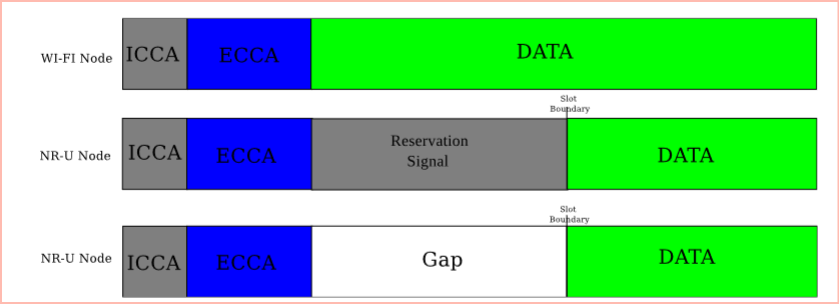 WI-FI Node
ICCA
ECCA
DATA
Slot
Boundary
NR-U Node
ICCA
ECCA
Reservation
Signal
DATA
Slot
Boundary
NR-U Node
ICCA
ECCA
Gap
DATA